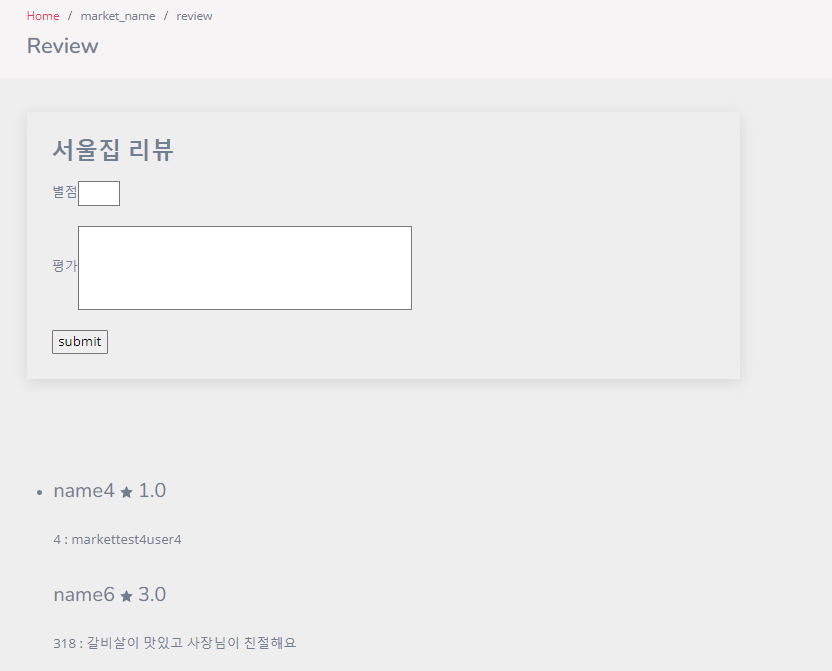 Home / market_name / review
Review
서울집 리뷰
별점
평가
submit
name4 ★ 1.0
4 : markettest4user4
name6 ★ 3.0
318 : 갈비살이 맛있고 사장님이 친절해요